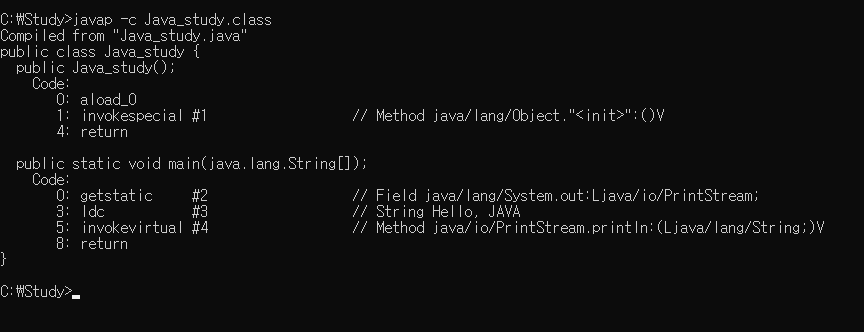 C:₩Study>javap -c Java_study.class
Compiled from "Java_study.java"
public class Java_study {
  public Java_study();
    Code:
       0: aload_0
       1: invokespecial #1                  // Method java/lang/Object."<init>":()V
       4: return

  public static void main(java.lang.String[]);
    Code:
       0: getstatic     #2                  // Field java/lang/System.out:Ljava/io/PrintStream;
       3: ldc           #3                  // String Hello, JAVA
       5: invokevirtual #4                  // Method java/io/PrintStream.println:(Ljava/lang/String;)V
       8: return
}

C:₩Study>